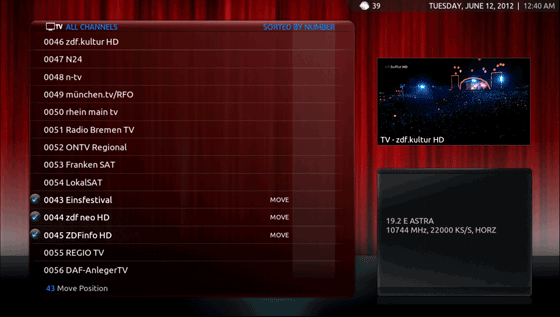 39 TUESDAY, JUNE 12, 2012 | 12:40 AM
TV ALL CHANNELS SORTED BY NUMBER
0046 zdf.kultur HD
0047 N24
0048 n-tv
0049 münchen.tv/RFO
0050 rhein main tv
0051 Radio Bremen TV
0052 ONTV Regional
0053 Franken SAT
0054 LokalSAT
0043 Einsfestival MOVE
0044 zdf neo HD MOVE
0045 ZDFinfo HD MOVE
0055 REGIO TV
0056 DAF-AnlegerTV
43 Move Position
zdf.kultur HD
TV - zdf.kultur HD
19.2 E ASTRA
10744 MHz, 22000 KS/S, HORZ